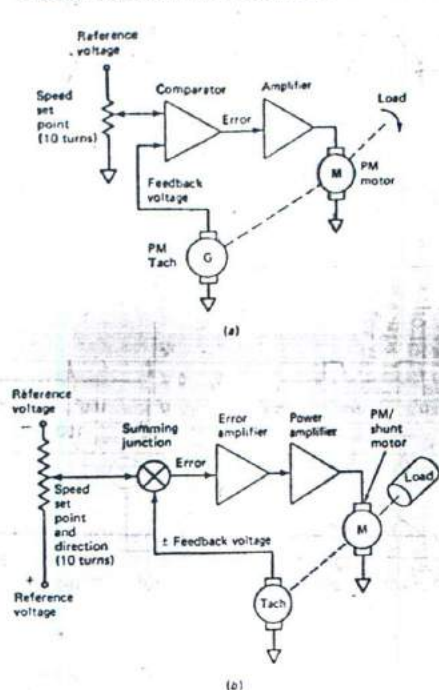 Reference
voltage
Speed
set
point
(10 turns)
Comparator
Error
Amplifier
Load
M
PM
motor
Feedback
voltage
PM
Tach
G
(a)
Reference
voltage
−
Summing
junction
Error
amplifier
Power
amplifier
PM/
shunt
motor
Load
Error
Speed
set
point
and
direction
(10 turns)
M
± Feedback voltage
+
Reference
voltage
Tach
(b)